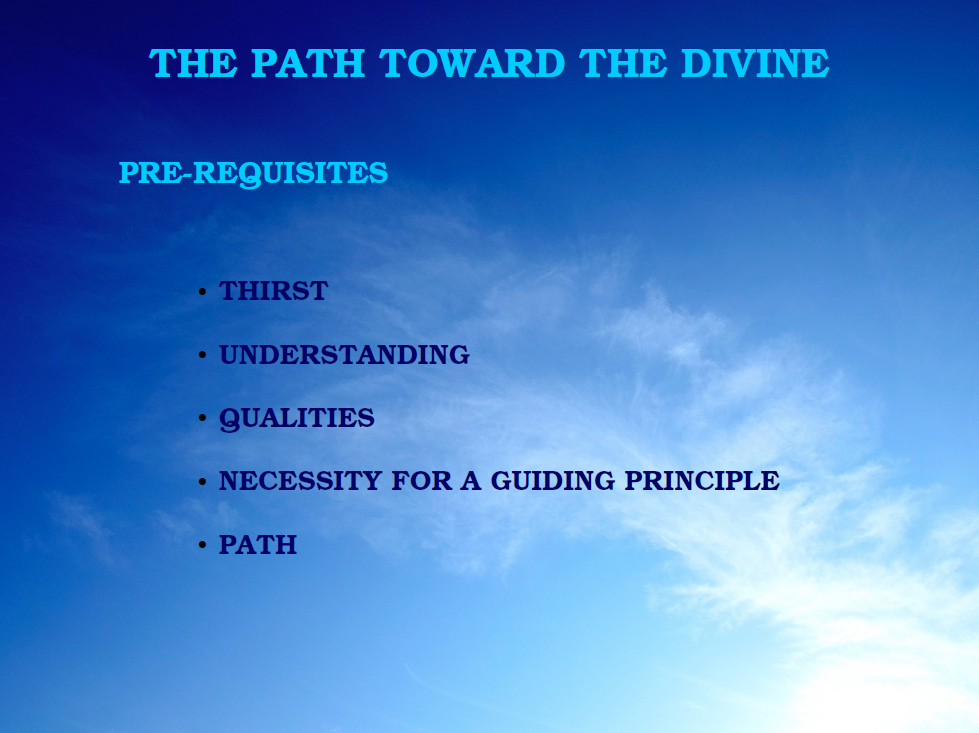 THE PATH TOWARD THE DIVINE
PRE-REQUISITES
• THIRST
• UNDERSTANDING
• QUALITIES
• NECESSITY FOR A GUIDING PRINCIPLE
• PATH